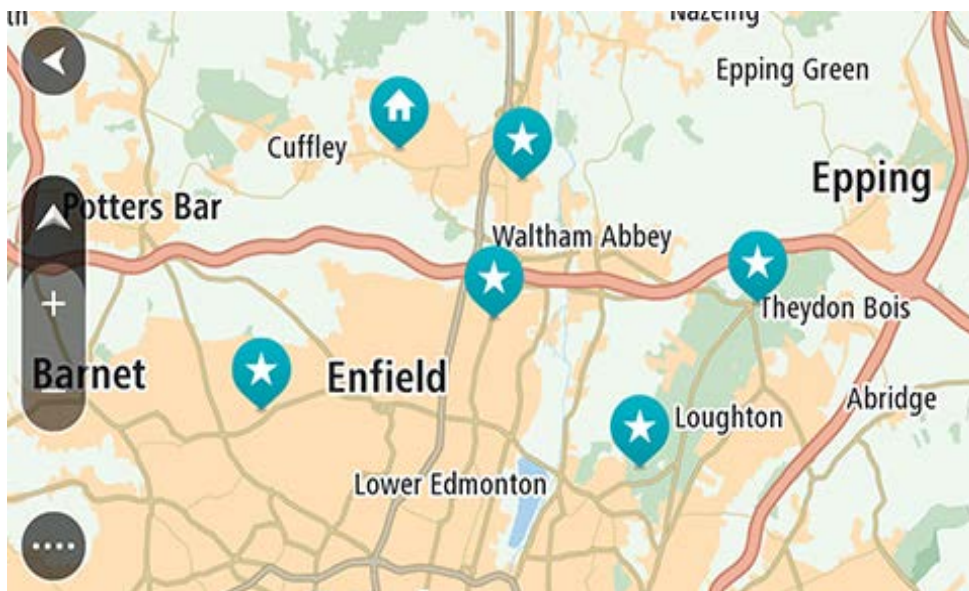 Nazeing
Epping Green
Cuffley
Epping
Potters Bar
Waltham Abbey
Theydon Bois
Barnet
Enfield
Abridge
Loughton
Lower Edmonton